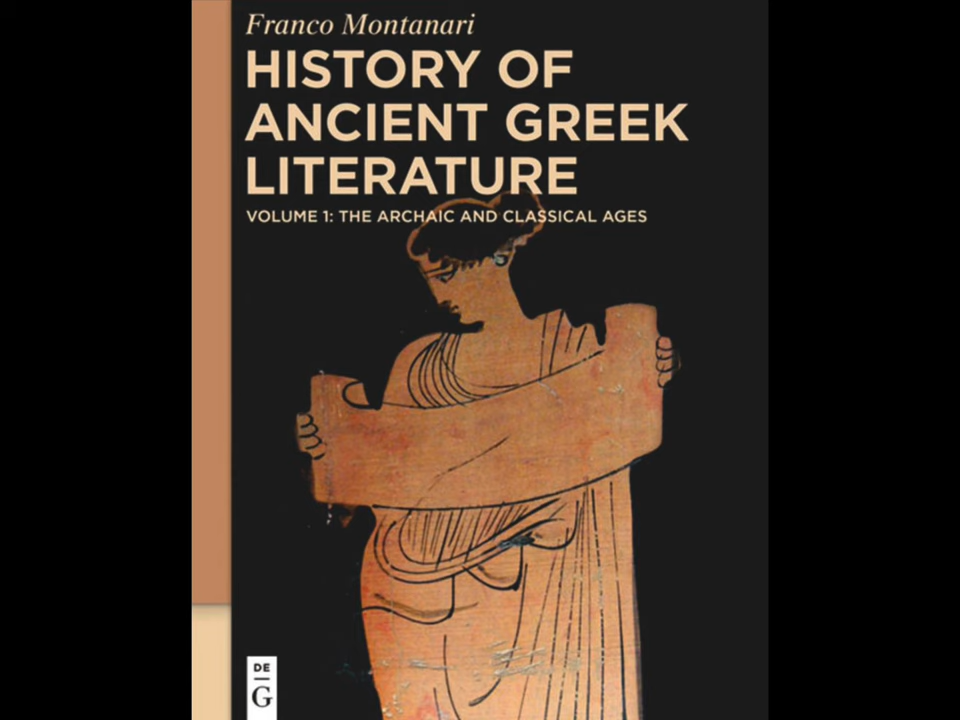 Franco Montanari
HISTORY OF
ANCIENT GREEK
LITERATURE
VOLUME 1: THE ARCHAIC AND CLASSICAL AGES
DE
G